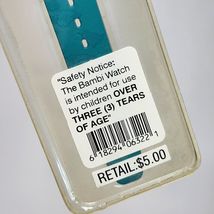 "Safety Notice:
The Bambi Watch
is intended for use
by children OVER
THREE (3) TEARS
OF AGE"
6 18294 06322 1
RETAIL:$5.00